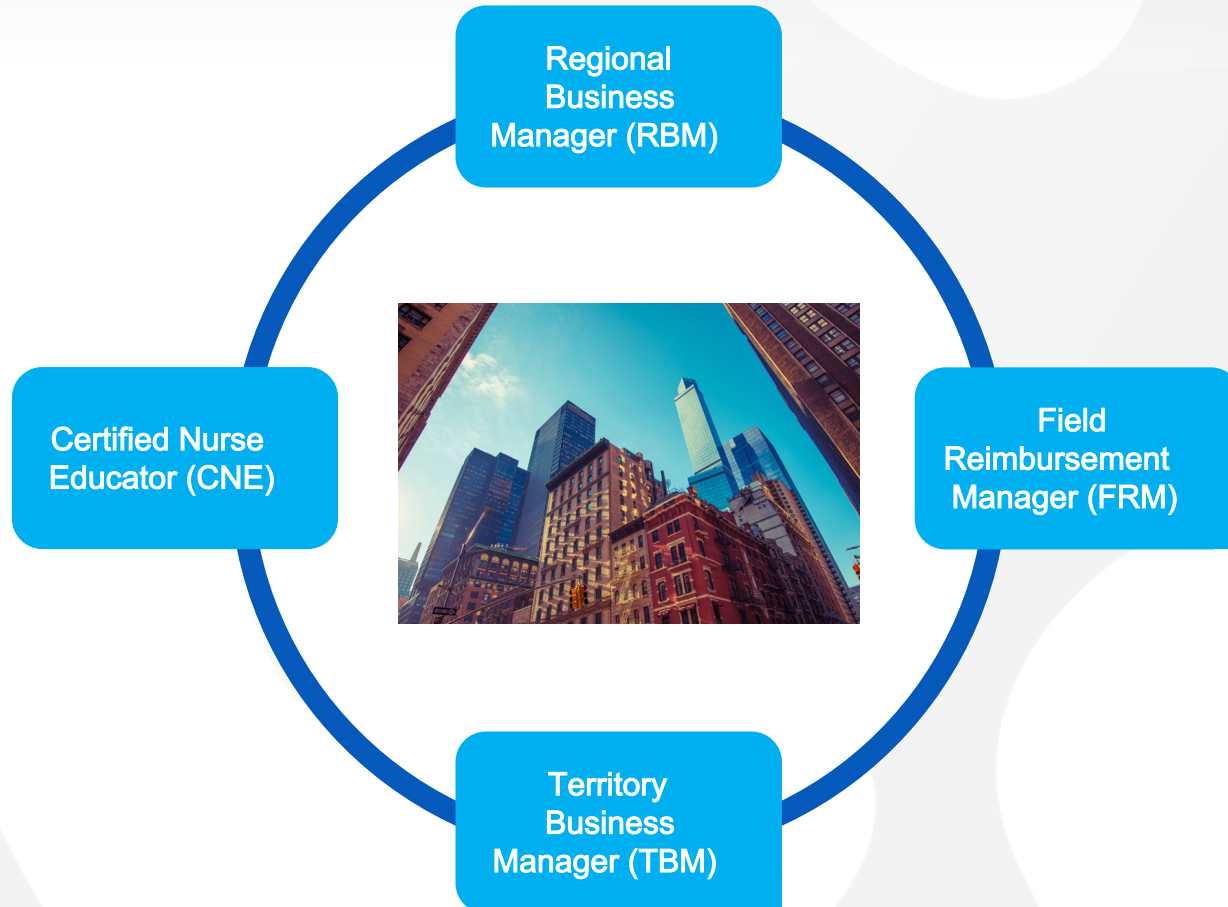 Regional
Business
Manager (RBM)
Certified Nurse
Educator (CNE)
Field
Reimbursement
Manager (FRM)
Territory
Business
Manager (TBM)